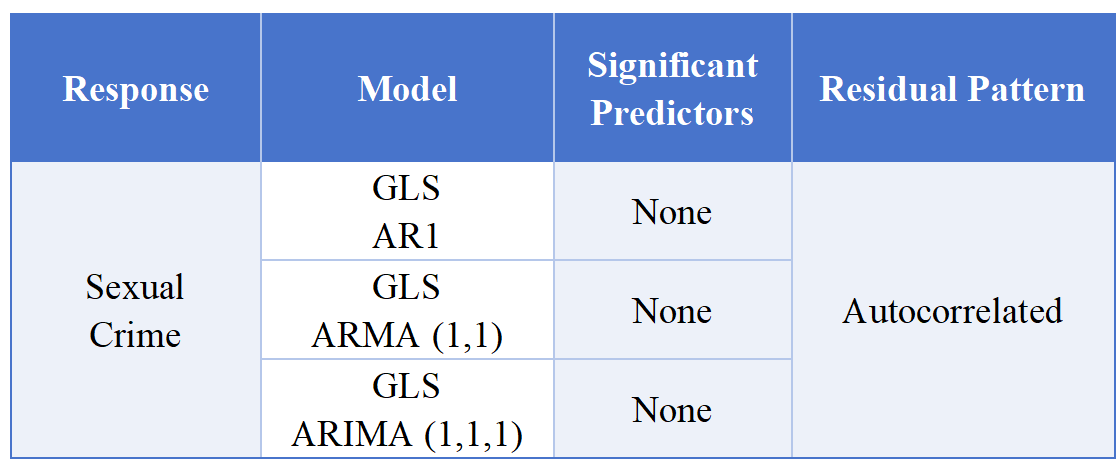 Response
Model
Significant
Predictors
Residual Pattern
Sexual
Crime
GLS
AR1
None
GLS
ARMA (1,1)
None
GLS
ARIMA (1,1,1)
None
Autocorrelated